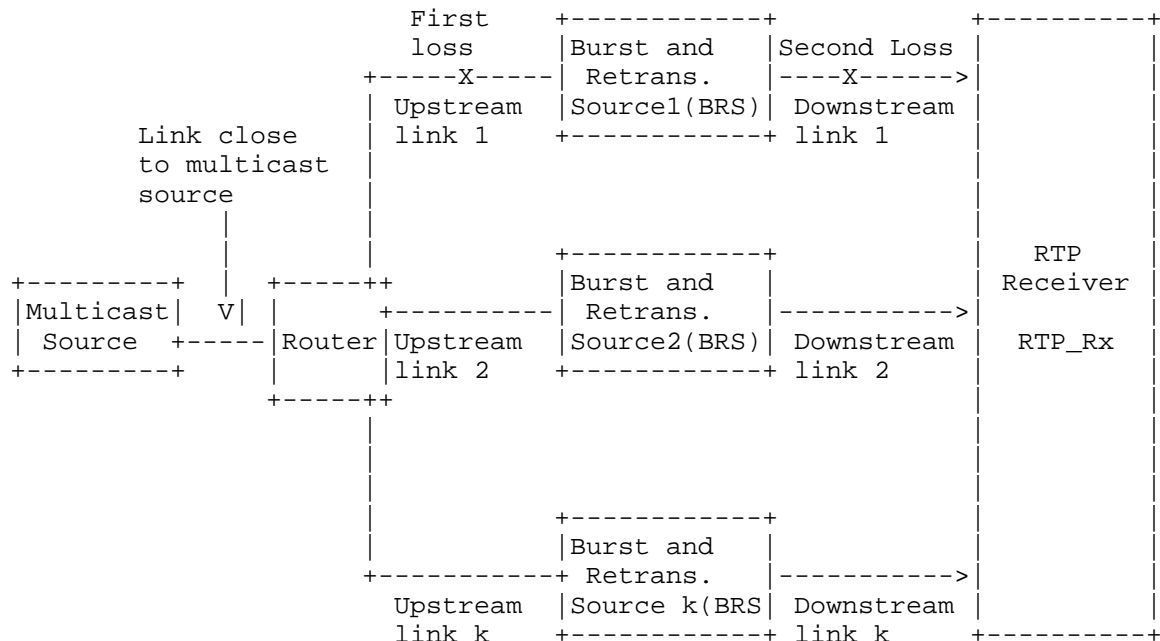 First
loss
Burst and
Second Loss
X
Retrans.
X
Upstream
Source1(BRS)
Downstream
link 1
link 1
Link close
to multicast
source
Burst and
RTP
Receiver
Multicast
V
Retrans.
Source
Router
Upstream
Source2(BRS)
Downstream
RTP_Rx
link 2
link 2
Burst and
Retrans.
Upstream
Source k(BRS
Downstream
link k
link k